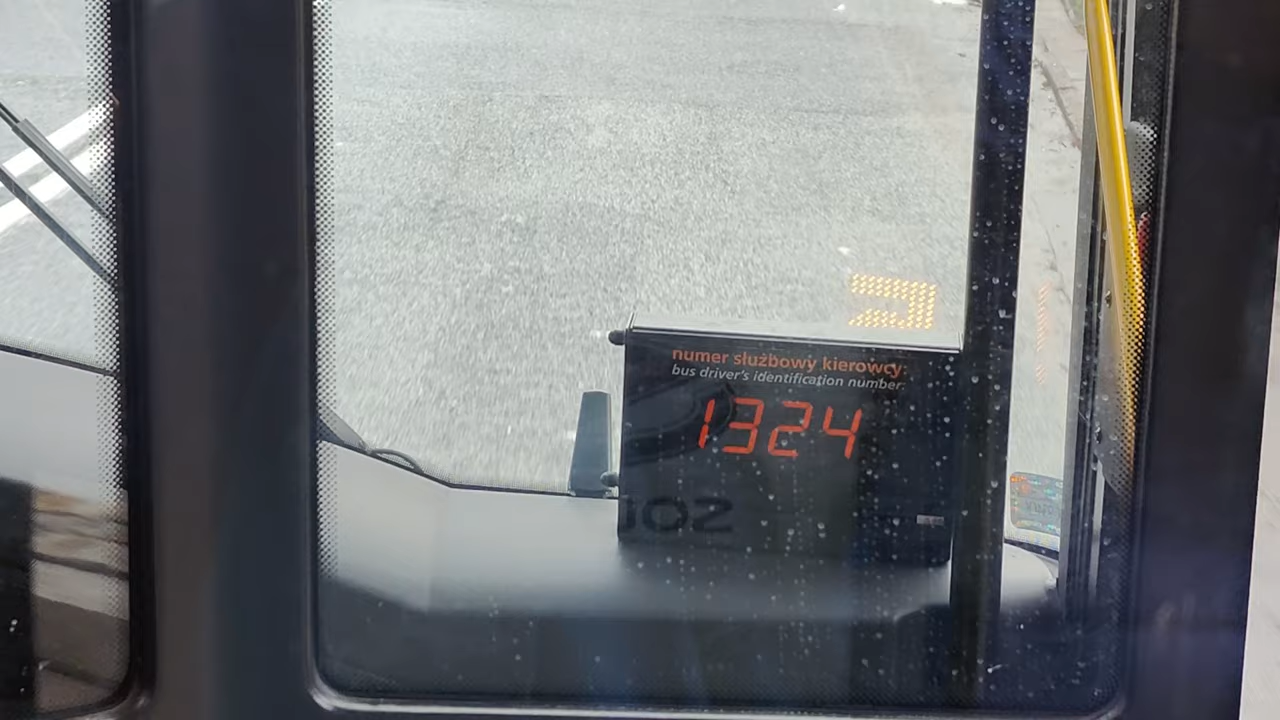 numer służbowy kierowcy:
bus driver's identification number:
1324